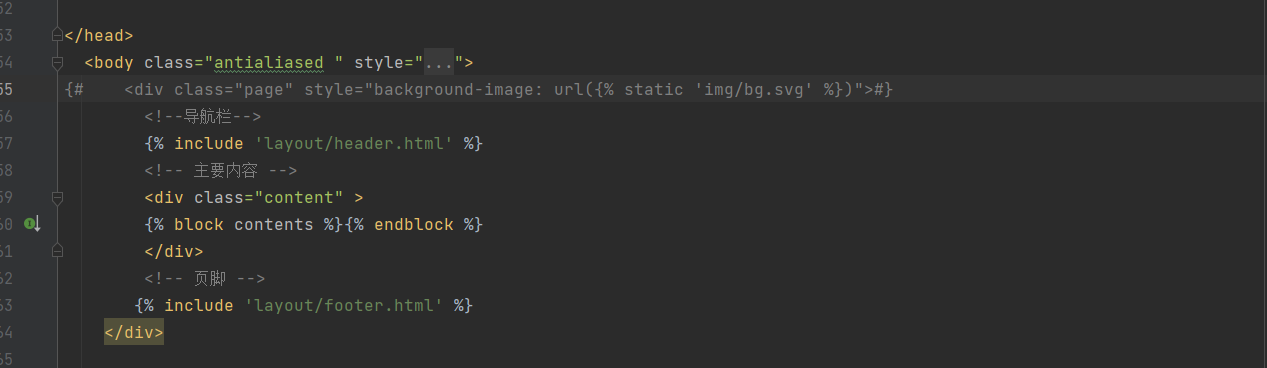 52
53 </head>
54 <body class="antialiased " style="...">
55 {# <div class="page" style="background-image: url({% static 'img/bg.svg' %})">#}
56 <!--导航栏-->
57 {% include 'layout/header.html' %}
58 <!-- 主要内容 -->
59 <div class="content" >
60 {% block contents %}{% endblock %}
61 </div>
62 <!-- 页脚 -->
63 {% include 'layout/footer.html' %}
64 </div>
65